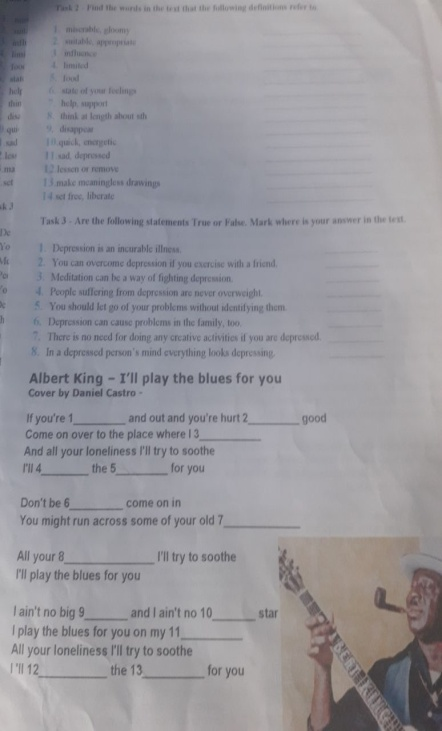 Task 2 - Find the words in the text that the following definitions refer to.
1. miserable, gloomy
2. suitable, appropriate
3. influence
4. limited
5. food
6. state of your feelings
7. help, support
8. think at length about sth
9. disappear
10.quick, energetic
11 sad, depressed
12 lessen or remove
13 make meaningless drawings
14 set free, liberate
Task 3 - Are the following statements True or False. Mark where is your answer in the text.
1. Depression is an incurable illness.
2. You can overcome depression if you exercise with a friend.
3. Meditation can be a way of fighting depression.
4. People suffering from depression are never overweight.
5. You should let go of your problems without identifying them.
6. Depression can cause problems in the family, too.
7. There is no need for doing any creative activities if you are depressed.
8. In a depressed person's mind everything looks depressing.
Albert King – I'll play the blues for you
Cover by Daniel Castro -
If you're 1________ and out and you're hurt 2________ good
Come on over to the place where I 3_________
And all your loneliness I'll try to soothe
I'll 4_______ the 5________ for you
Don't be 6________ come on in
You might run across some of your old 7___________
All your 8_____________ I'll try to soothe
I'll play the blues for you
I ain't no big 9______ and I ain't no 10______ star
I play the blues for you on my 11_________
All your loneliness I'll try to soothe
I 'll 12__________ the 13_________ for you